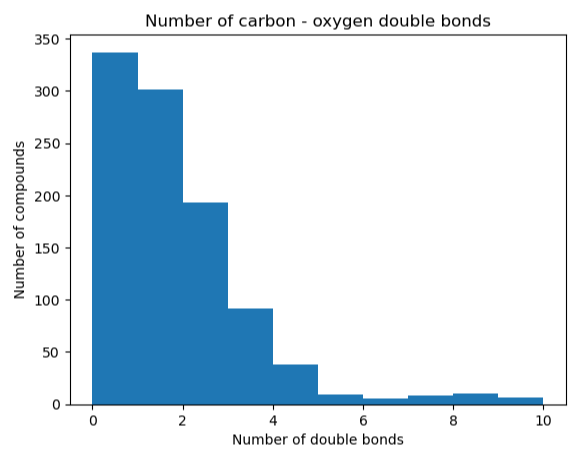 Number of carbon - oxygen double bonds
Number of compounds
350
300
250
200
150
100
50
0
0 2 4 6 8 10
Number of double bonds